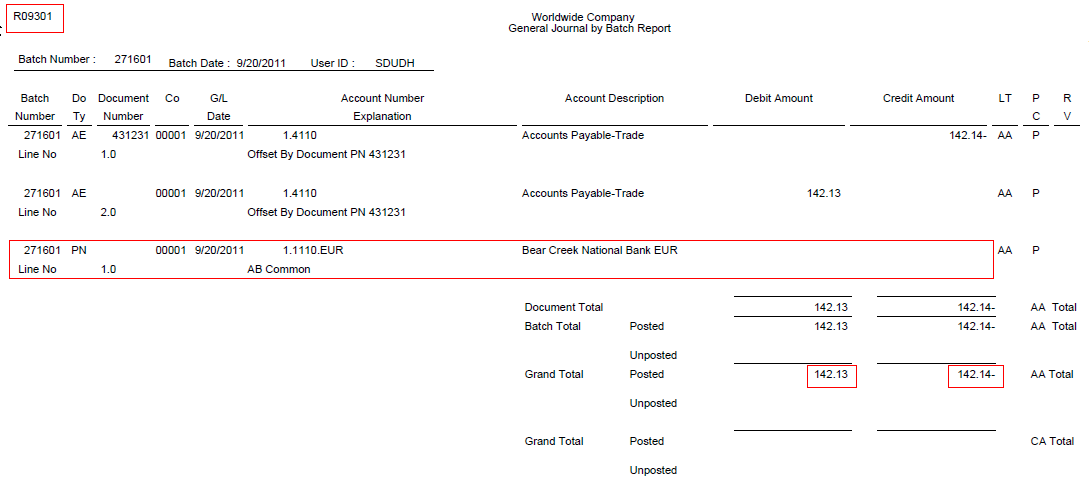 R09301
Worldwide Company
General Journal by Batch Report
Batch Number : 271601 Batch Date : 9/20/2011 User ID : SDUDH
Batch Do Document Co G/L Account Number Account Description Debit Amount Credit Amount LT P R
Number Ty Number Date Explanation C V
271601 AE 431231 00001 9/20/2011 1.4110 Accounts Payable-Trade 142.14- AA P
Line No 1.0 Offset By Document PN 431231
271601 AE 00001 9/20/2011 1.4110 Accounts Payable-Trade 142.13 AA P
Line No 2.0 Offset By Document PN 431231
271601 PN 00001 9/20/2011 1.1110.EUR Bear Creek National Bank EUR AA P
Line No 1.0 AB Common
Document Total 142.13 142.14- AA Total
Batch Total Posted 142.13 142.14- AA Total
Unposted
Grand Total Posted 142.13 142.14- AA Total
Unposted
Grand Total Posted CA Total
Unposted